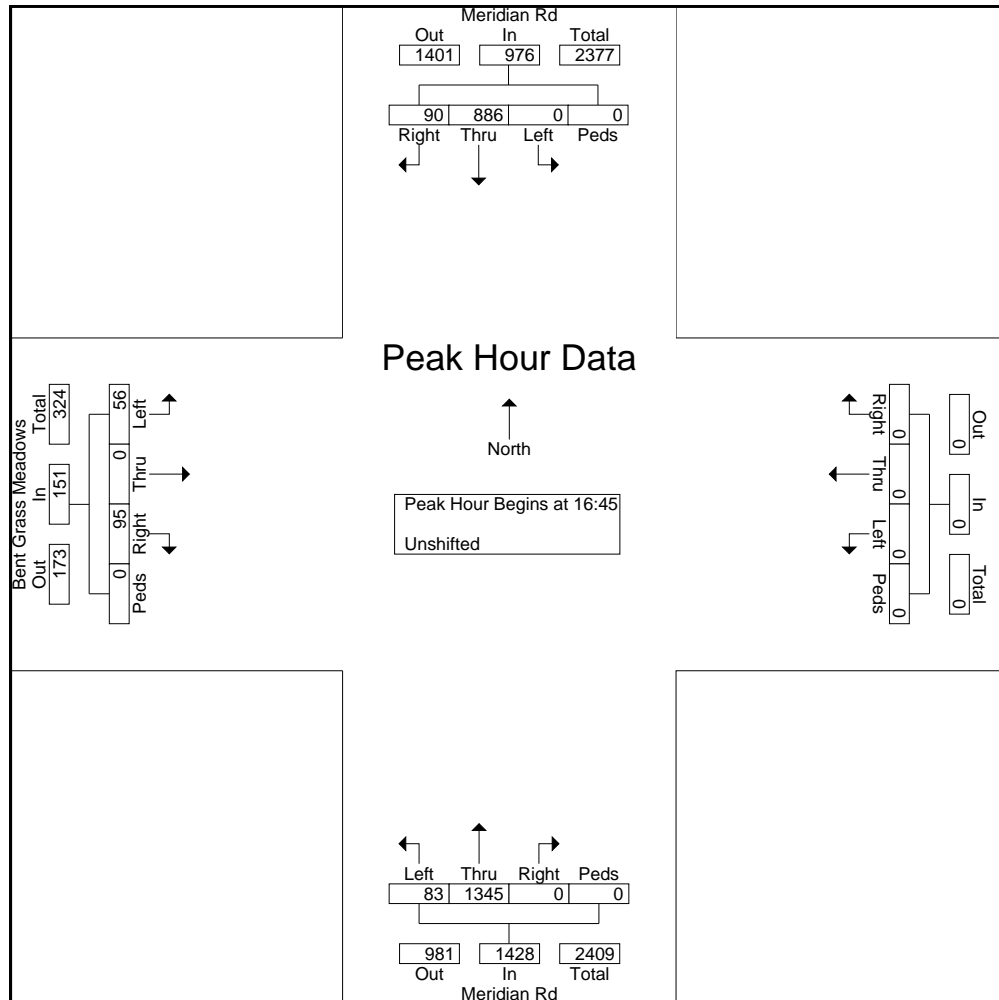 Meridian Rd
Out In Total
1401 976 2377
90 886 0 0
Right Thru Left Peds
Peak Hour Data
North
Peak Hour Begins at 16:45
Unshifted
Bent Grass Meadows
Out In Total
173 151 324
0 95 0 56
Peds Right Thru Left
Out In Total
0 0 0
Right Thru Left Peds
0 0 0 0
Left Thru Right Peds
83 1345 0 0
981 1428 2409
Out In Total
Meridian Rd